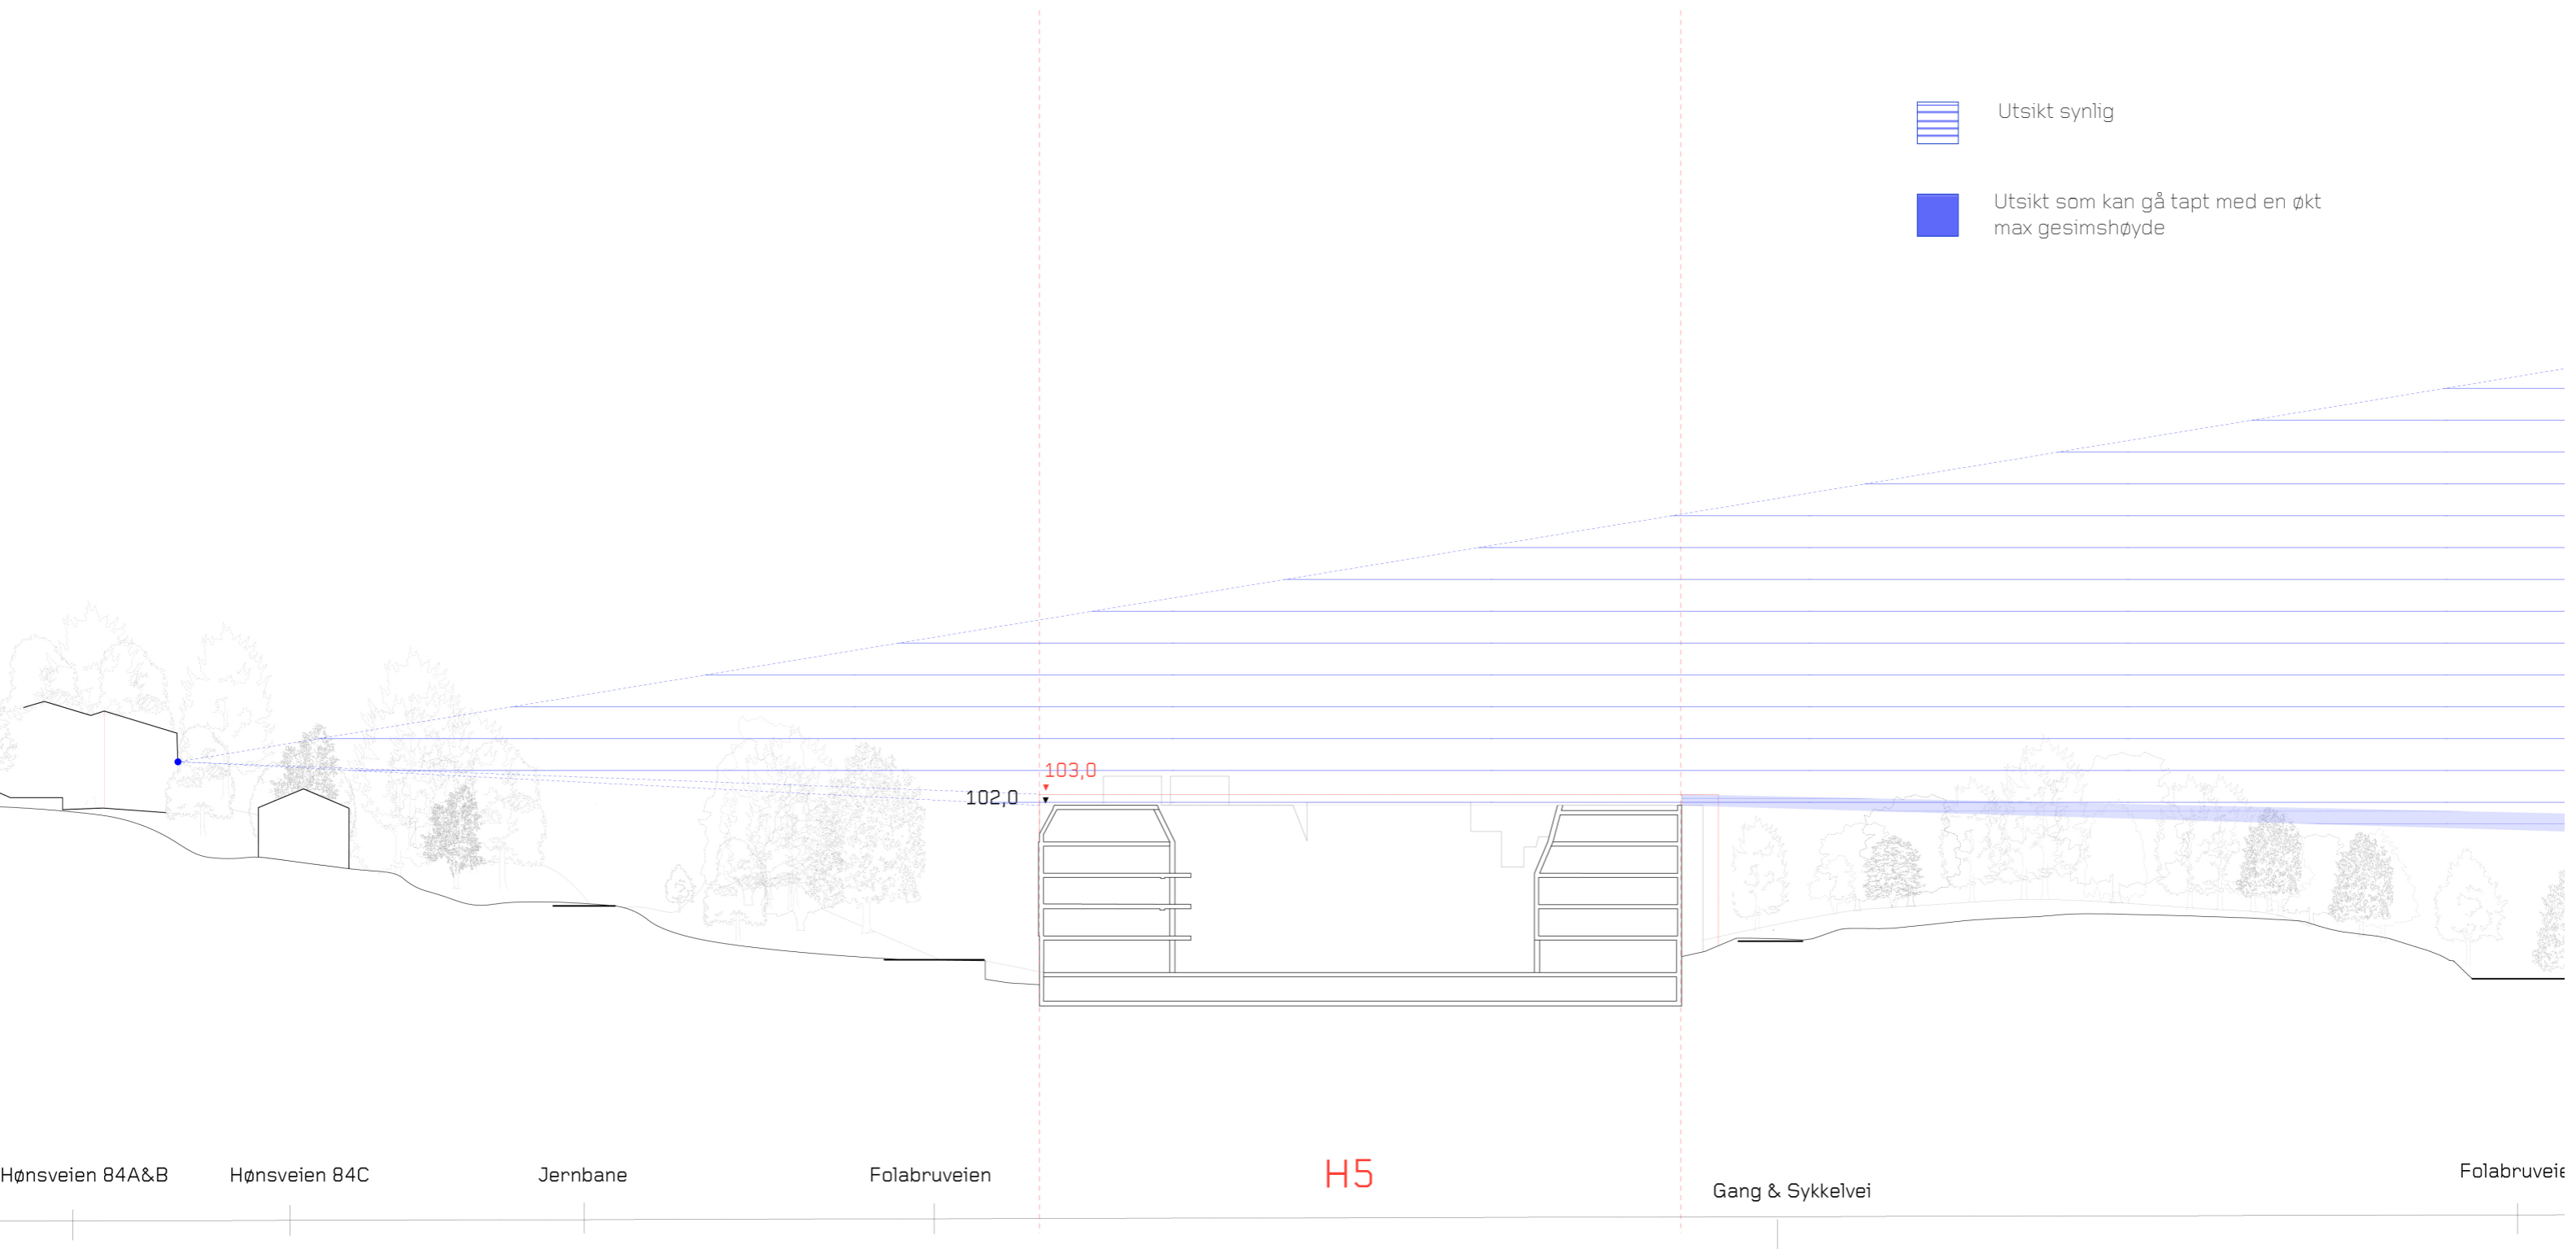 Utsikt synlig
Utsikt som kan gå tapt med en økt
max gesimshøyde
103,0
102,0
Hønsveien 84A&B
Hønsveien 84C
Jernbane
Folabruveien
H5
Gang & Sykkelvei
Folabruveie